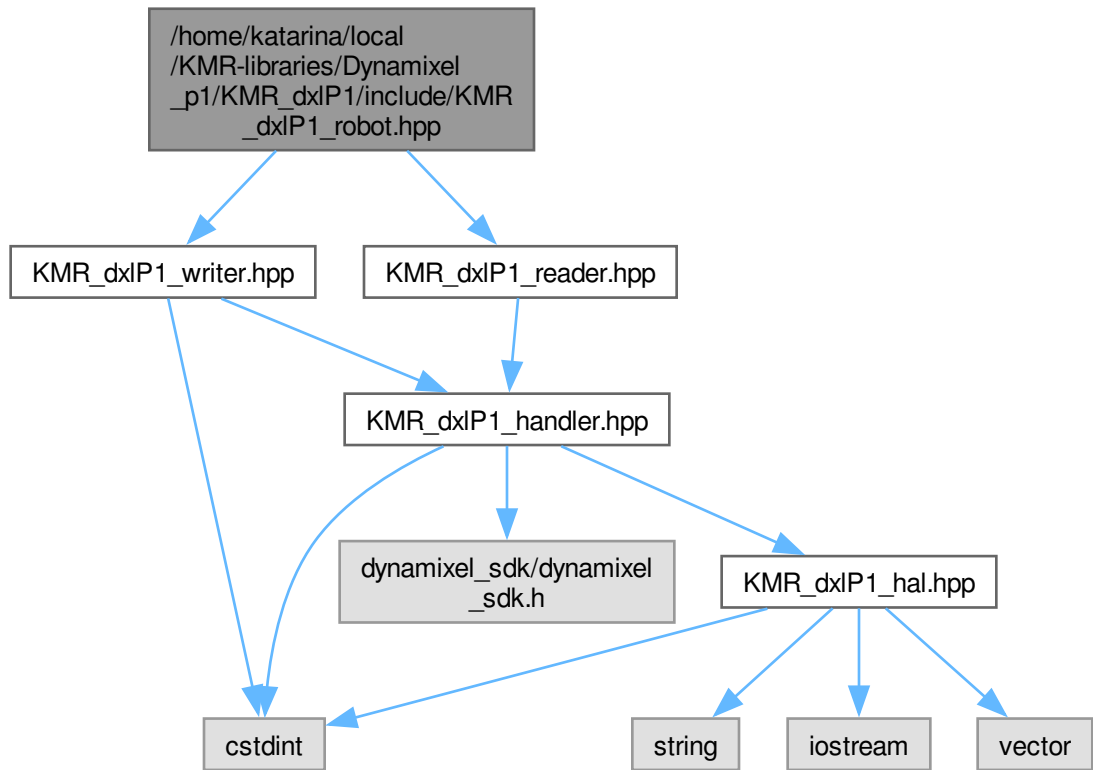 /home/katarina/local
/KMR-libraries/Dynamixel
_p1/KMR_dxlP1/include/KMR
_dxlP1_robot.hpp
KMR_dxlP1_writer.hpp
KMR_dxlP1_reader.hpp
KMR_dxlP1_handler.hpp
dynamixel_sdk/dynamixel
_sdk.h
KMR_dxlP1_hal.hpp
cstdint
string
iostream
vector